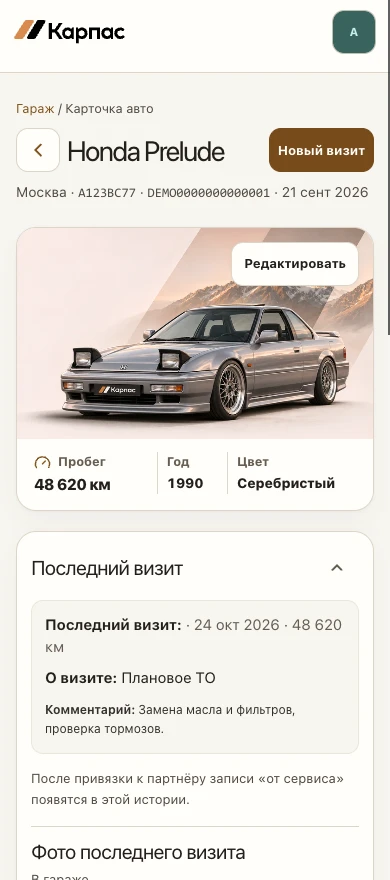 Карпас
А
Гараж / Карточка авто
Honda Prelude
Новый визит
Москва · А123ВС77 · DEMO0000000000001 · 21 сент 2026
Редактировать
Карпас
Пробег
48 620 км
Год
1990
Цвет
Серебристый
Последний визит
Последний визит: · 24 окт 2026 · 48 620
км
О визите: Плановое ТО
Комментарий: Замена масла и фильтров,
проверка тормозов.
После привязки к партнёру записи «от сервиса»
появятся в этой истории.
Фото последнего визита
В гараже